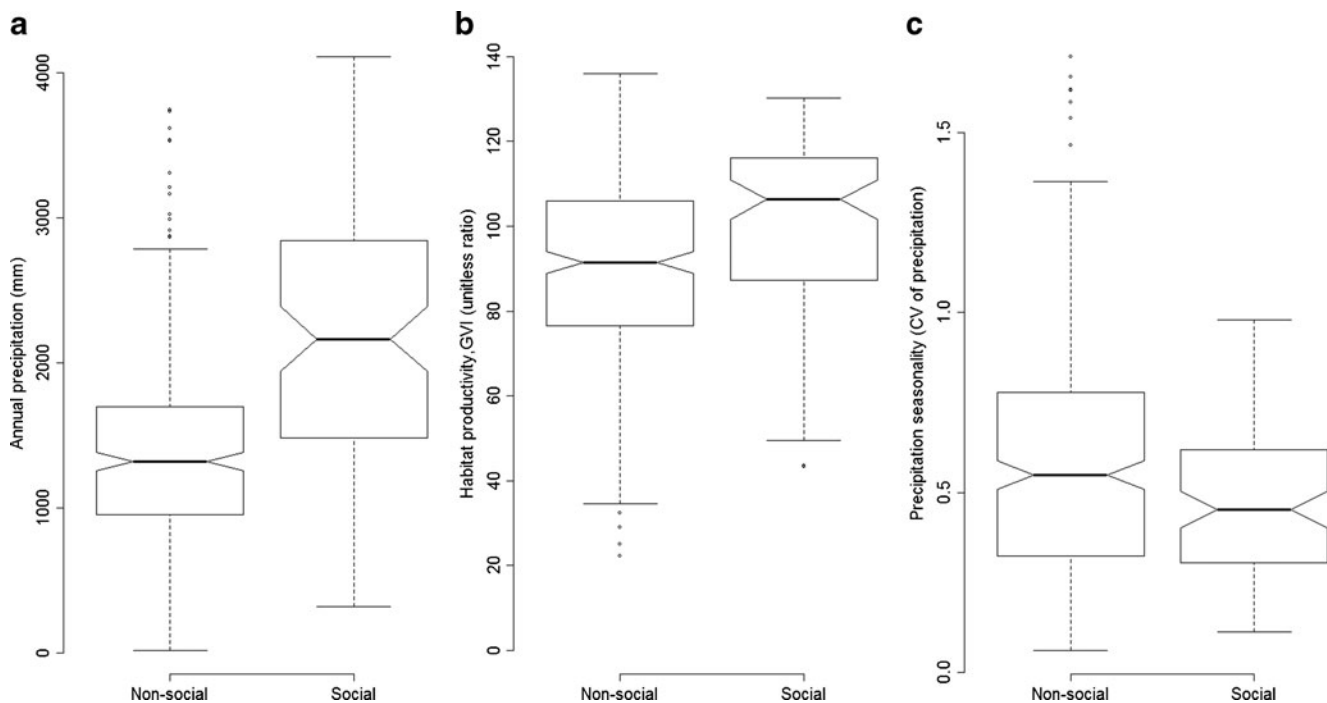 a
Annual precipitation (mm)
0
1000
2000
3000
4000
Non-social
Social
b
Habitat productivity,GVI (unitless ratio)
0
20
40
60
80
100
120
140
Non-social
Social
c
Precipitation seasonality (CV of precipitation)
0.0
0.5
1.0
1.5
Non-social
Social